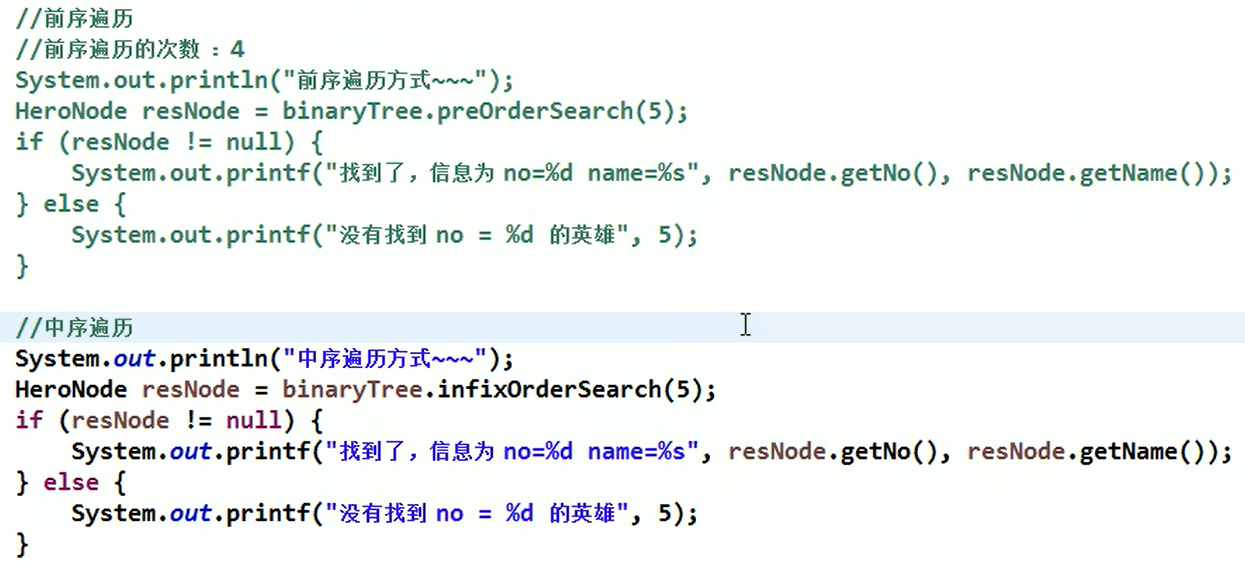 //前序遍历
//前序遍历的次数 ：4
System.out.println("前序遍历方式~~~");
HeroNode resNode = binaryTree.preOrderSearch(5);
if (resNode != null) {
    System.out.printf("找到了，信息为 no=%d name=%s", resNode.getNo(), resNode.getName());
} else {
    System.out.printf("没有找到 no = %d 的英雄", 5);
}
//中序遍历
System.out.println("中序遍历方式~~~");
HeroNode resNode = binaryTree.infixOrderSearch(5);
if (resNode != null) {
    System.out.printf("找到了，信息为 no=%d name=%s", resNode.getNo(), resNode.getName());
} else {
    System.out.printf("没有找到 no = %d 的英雄", 5);
}